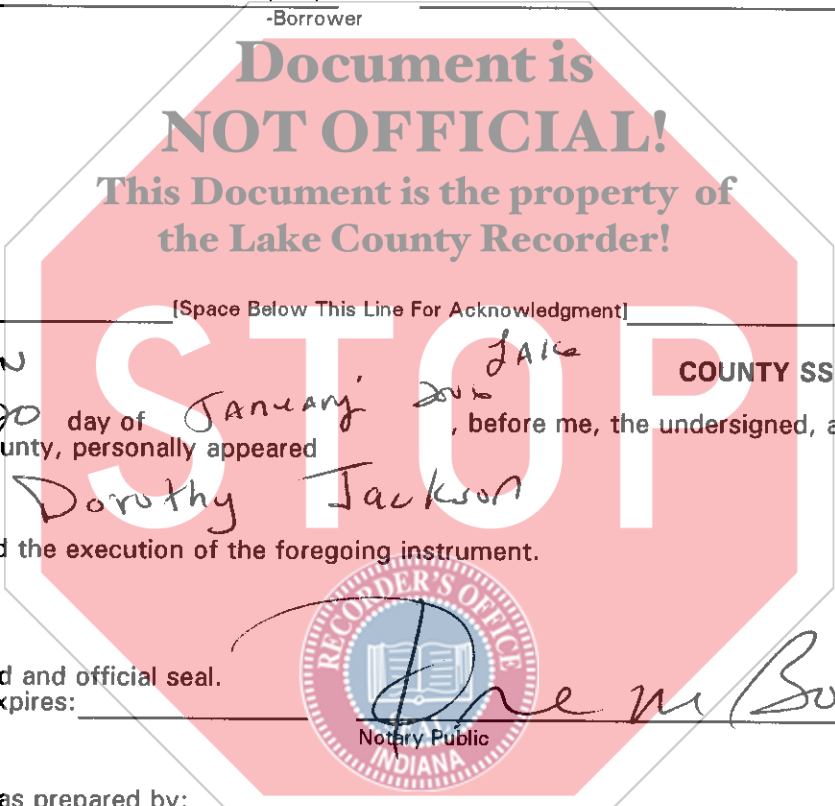 -Borrower
Document is
NOT OFFICIAL!
This Document is the property of
the Lake County Recorder!
[Space Below This Line For Acknowledgment]
N Lake COUNTY SS
20 day of January, , before me, the undersigned, a
unty, personally appeared
STOP
Dorothy Jackson
d the execution of the foregoing instrument.
RECORDER'S OFFICE
d and official seal.
xpires:
Notary Public
INDIANA
as prepared by: